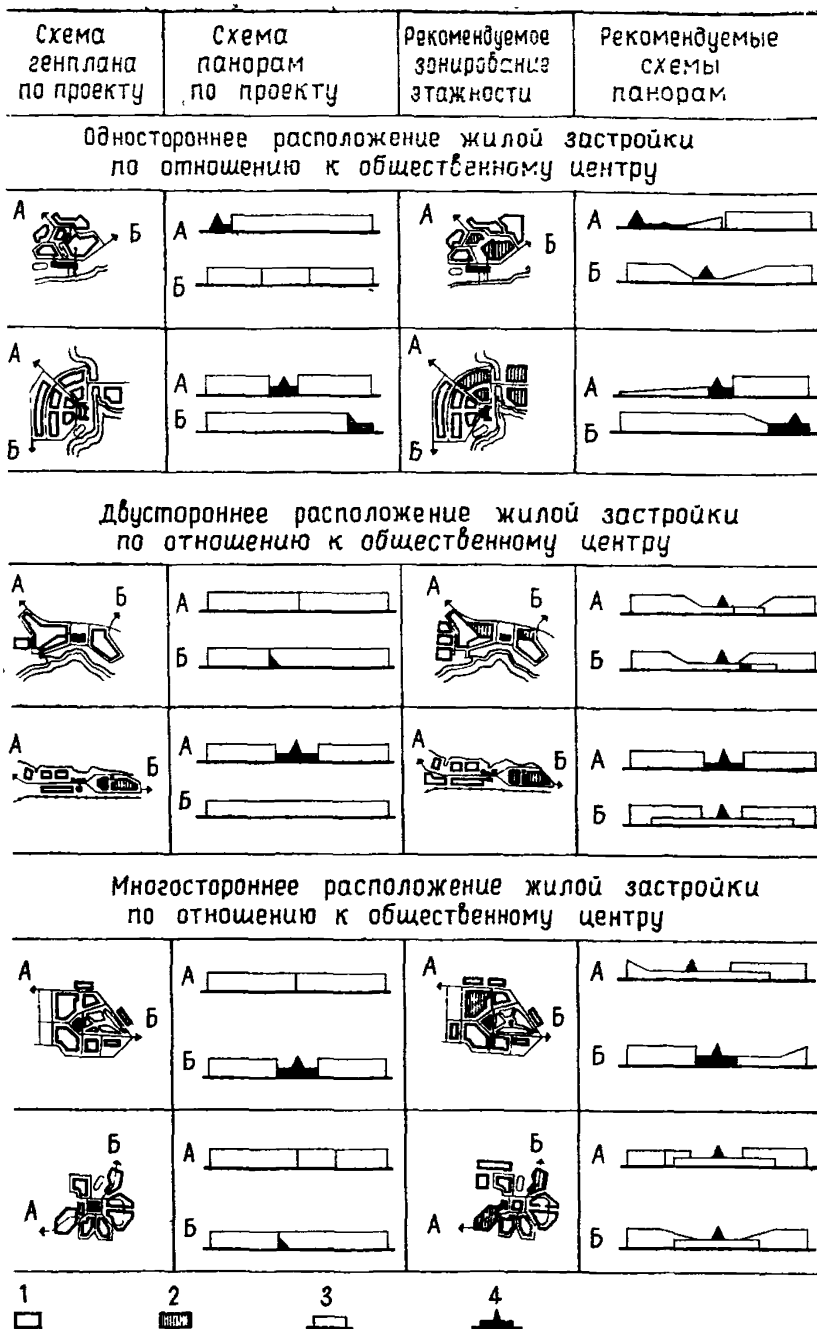 Схема
генплана
по проекту
Схема
панорам
по проекту
Рекомендуемое
зонирование
этажности
Рекомендуемые
схемы
панорам
Одностороннее расположение жилой застройки
по отношению к общественному центру
А
Б
А
Б
А
Б
А
Б
А
Б
А
Б
А
Б
А
Б
Двустороннее расположение жилой застройки
по отношению к общественному центру
А
Б
А
Б
А
Б
А
Б
А
Б
А
Б
А
Б
А
Б
Многостороннее расположение жилой застройки
по отношению к общественному центру
А
Б
А
Б
А
Б
А
Б
А
Б
А
Б
А
Б
А
Б
1 2 3 4